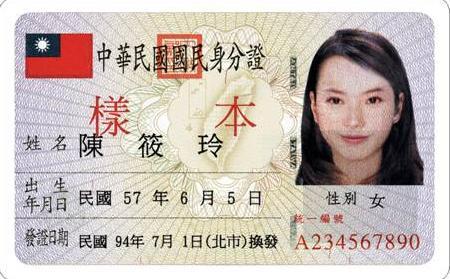 中華民國國民身分證
樣本
姓名 陳筱玲
出生年月日 民國 57 年 6 月 5 日
性別 女
統一編號
發證日期 民國 94年 7月 1日(北市)換發
A234567890